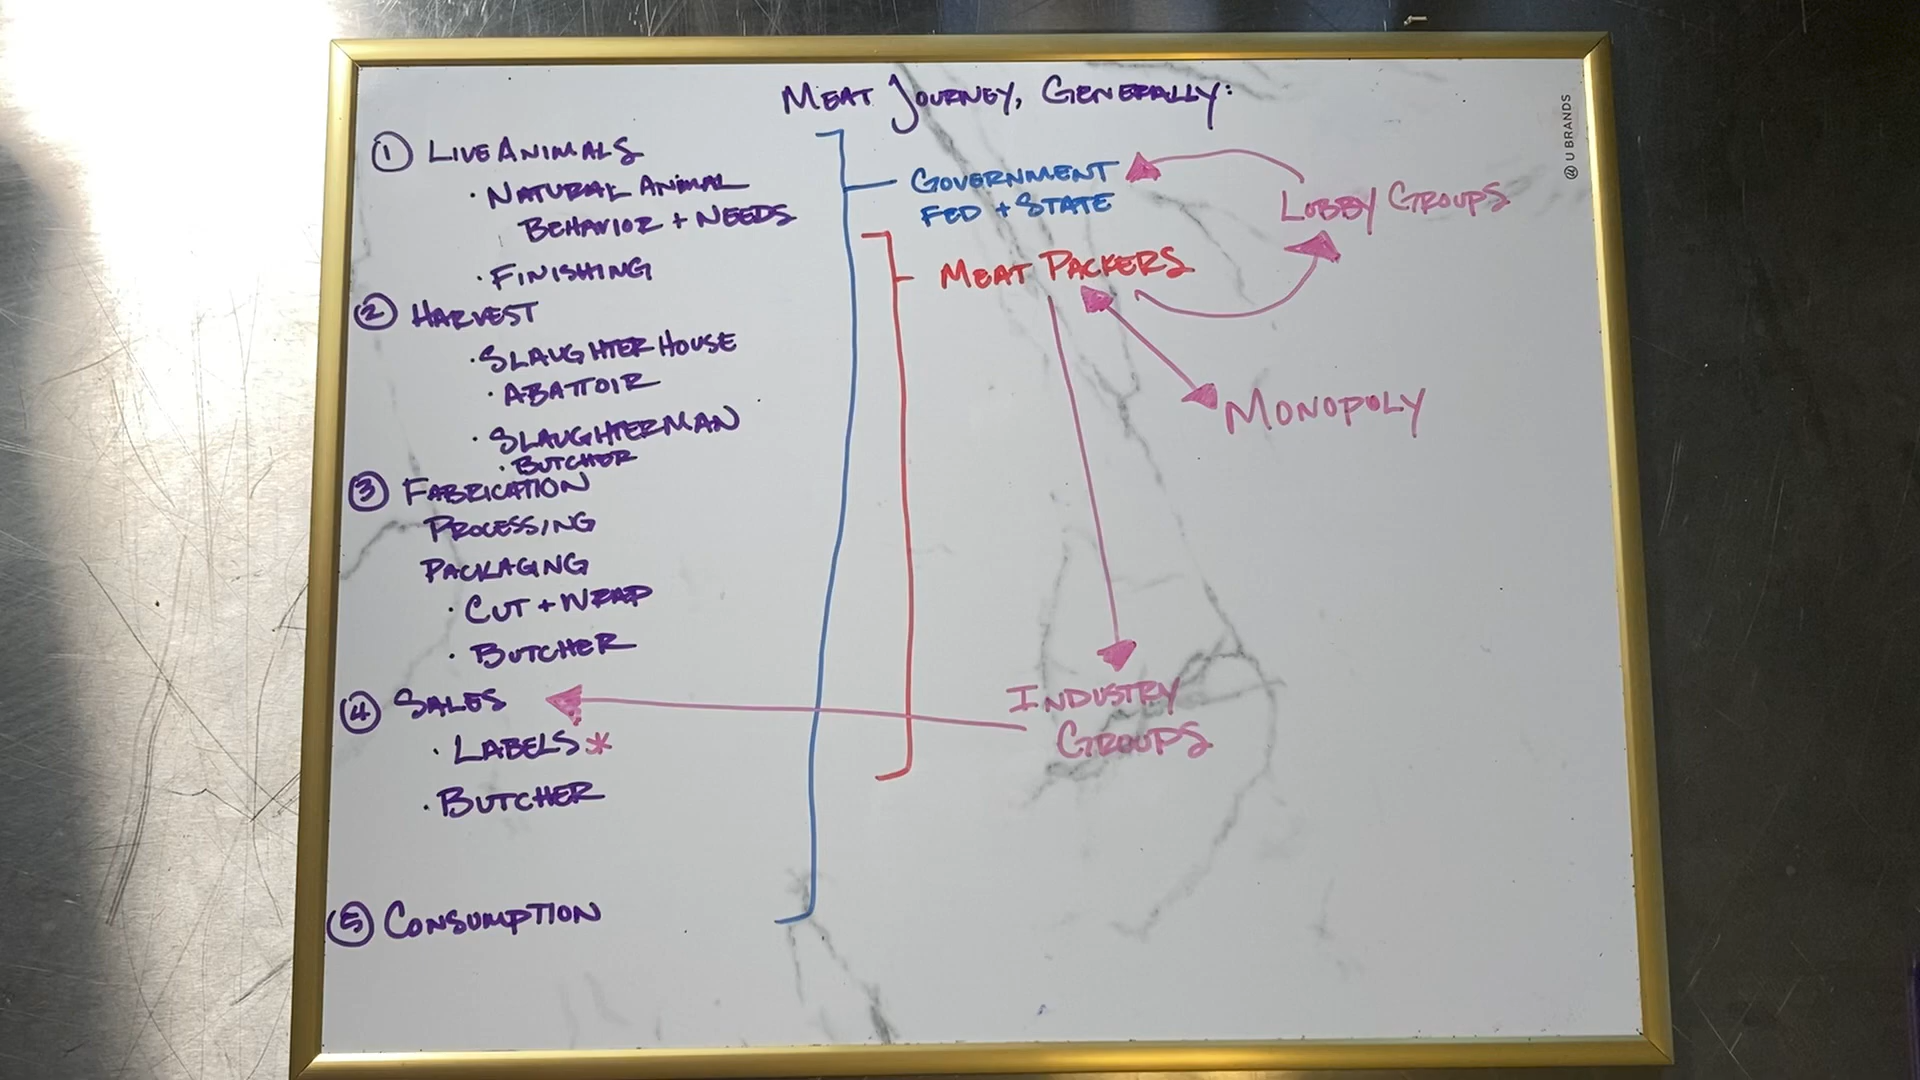 MEAT JOURNEY, GENERALLY:
① LIVE ANIMALS
· NATURAL ANIMAL
BEHAVIOR + NEEDS
· FINISHING
② HARVEST
· SLAUGHTER HOUSE
· ABATTOIR
· SLAUGHTERMAN
· BUTCHER
③ FABRICATION
PROCESSING
PACKAGING
· CUT + WRAP
· BUTCHER
④ SALES
· LABELS *
· BUTCHER
⑤ CONSUMPTION
GOVERNMENT
FED + STATE
MEAT PACKERS
LOBBY GROUPS
MONOPOLY
INDUSTRY
GROUPS
@ U BRANDS